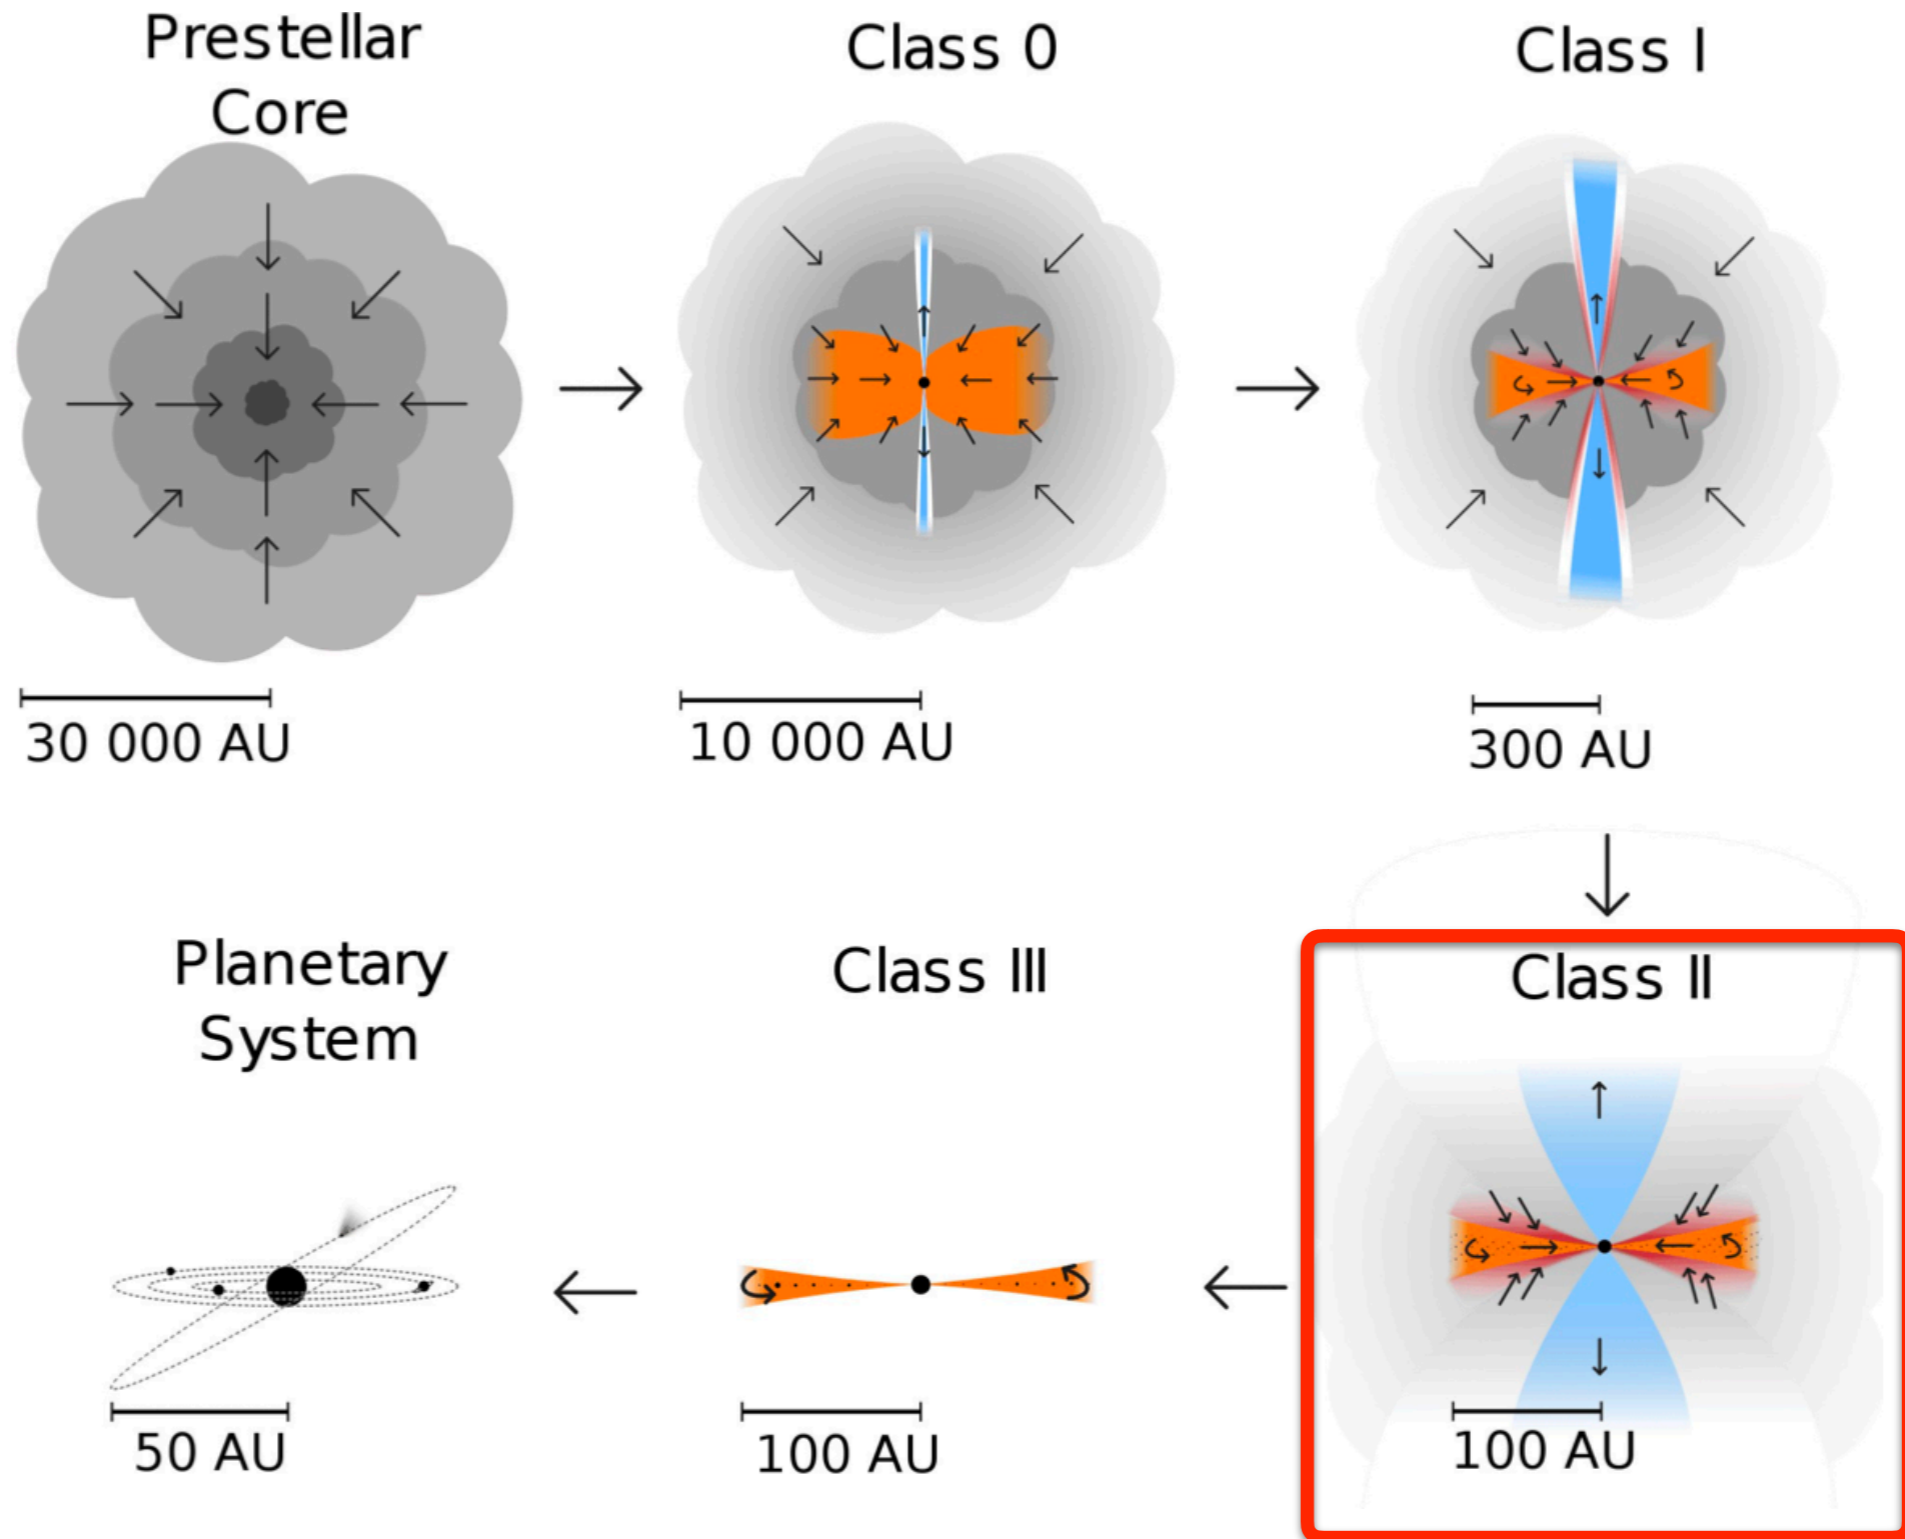 Prestellar
Core
Class 0
Class I
30 000 AU
10 000 AU
300 AU
Planetary
System
Class III
Class II
50 AU
100 AU
100 AU